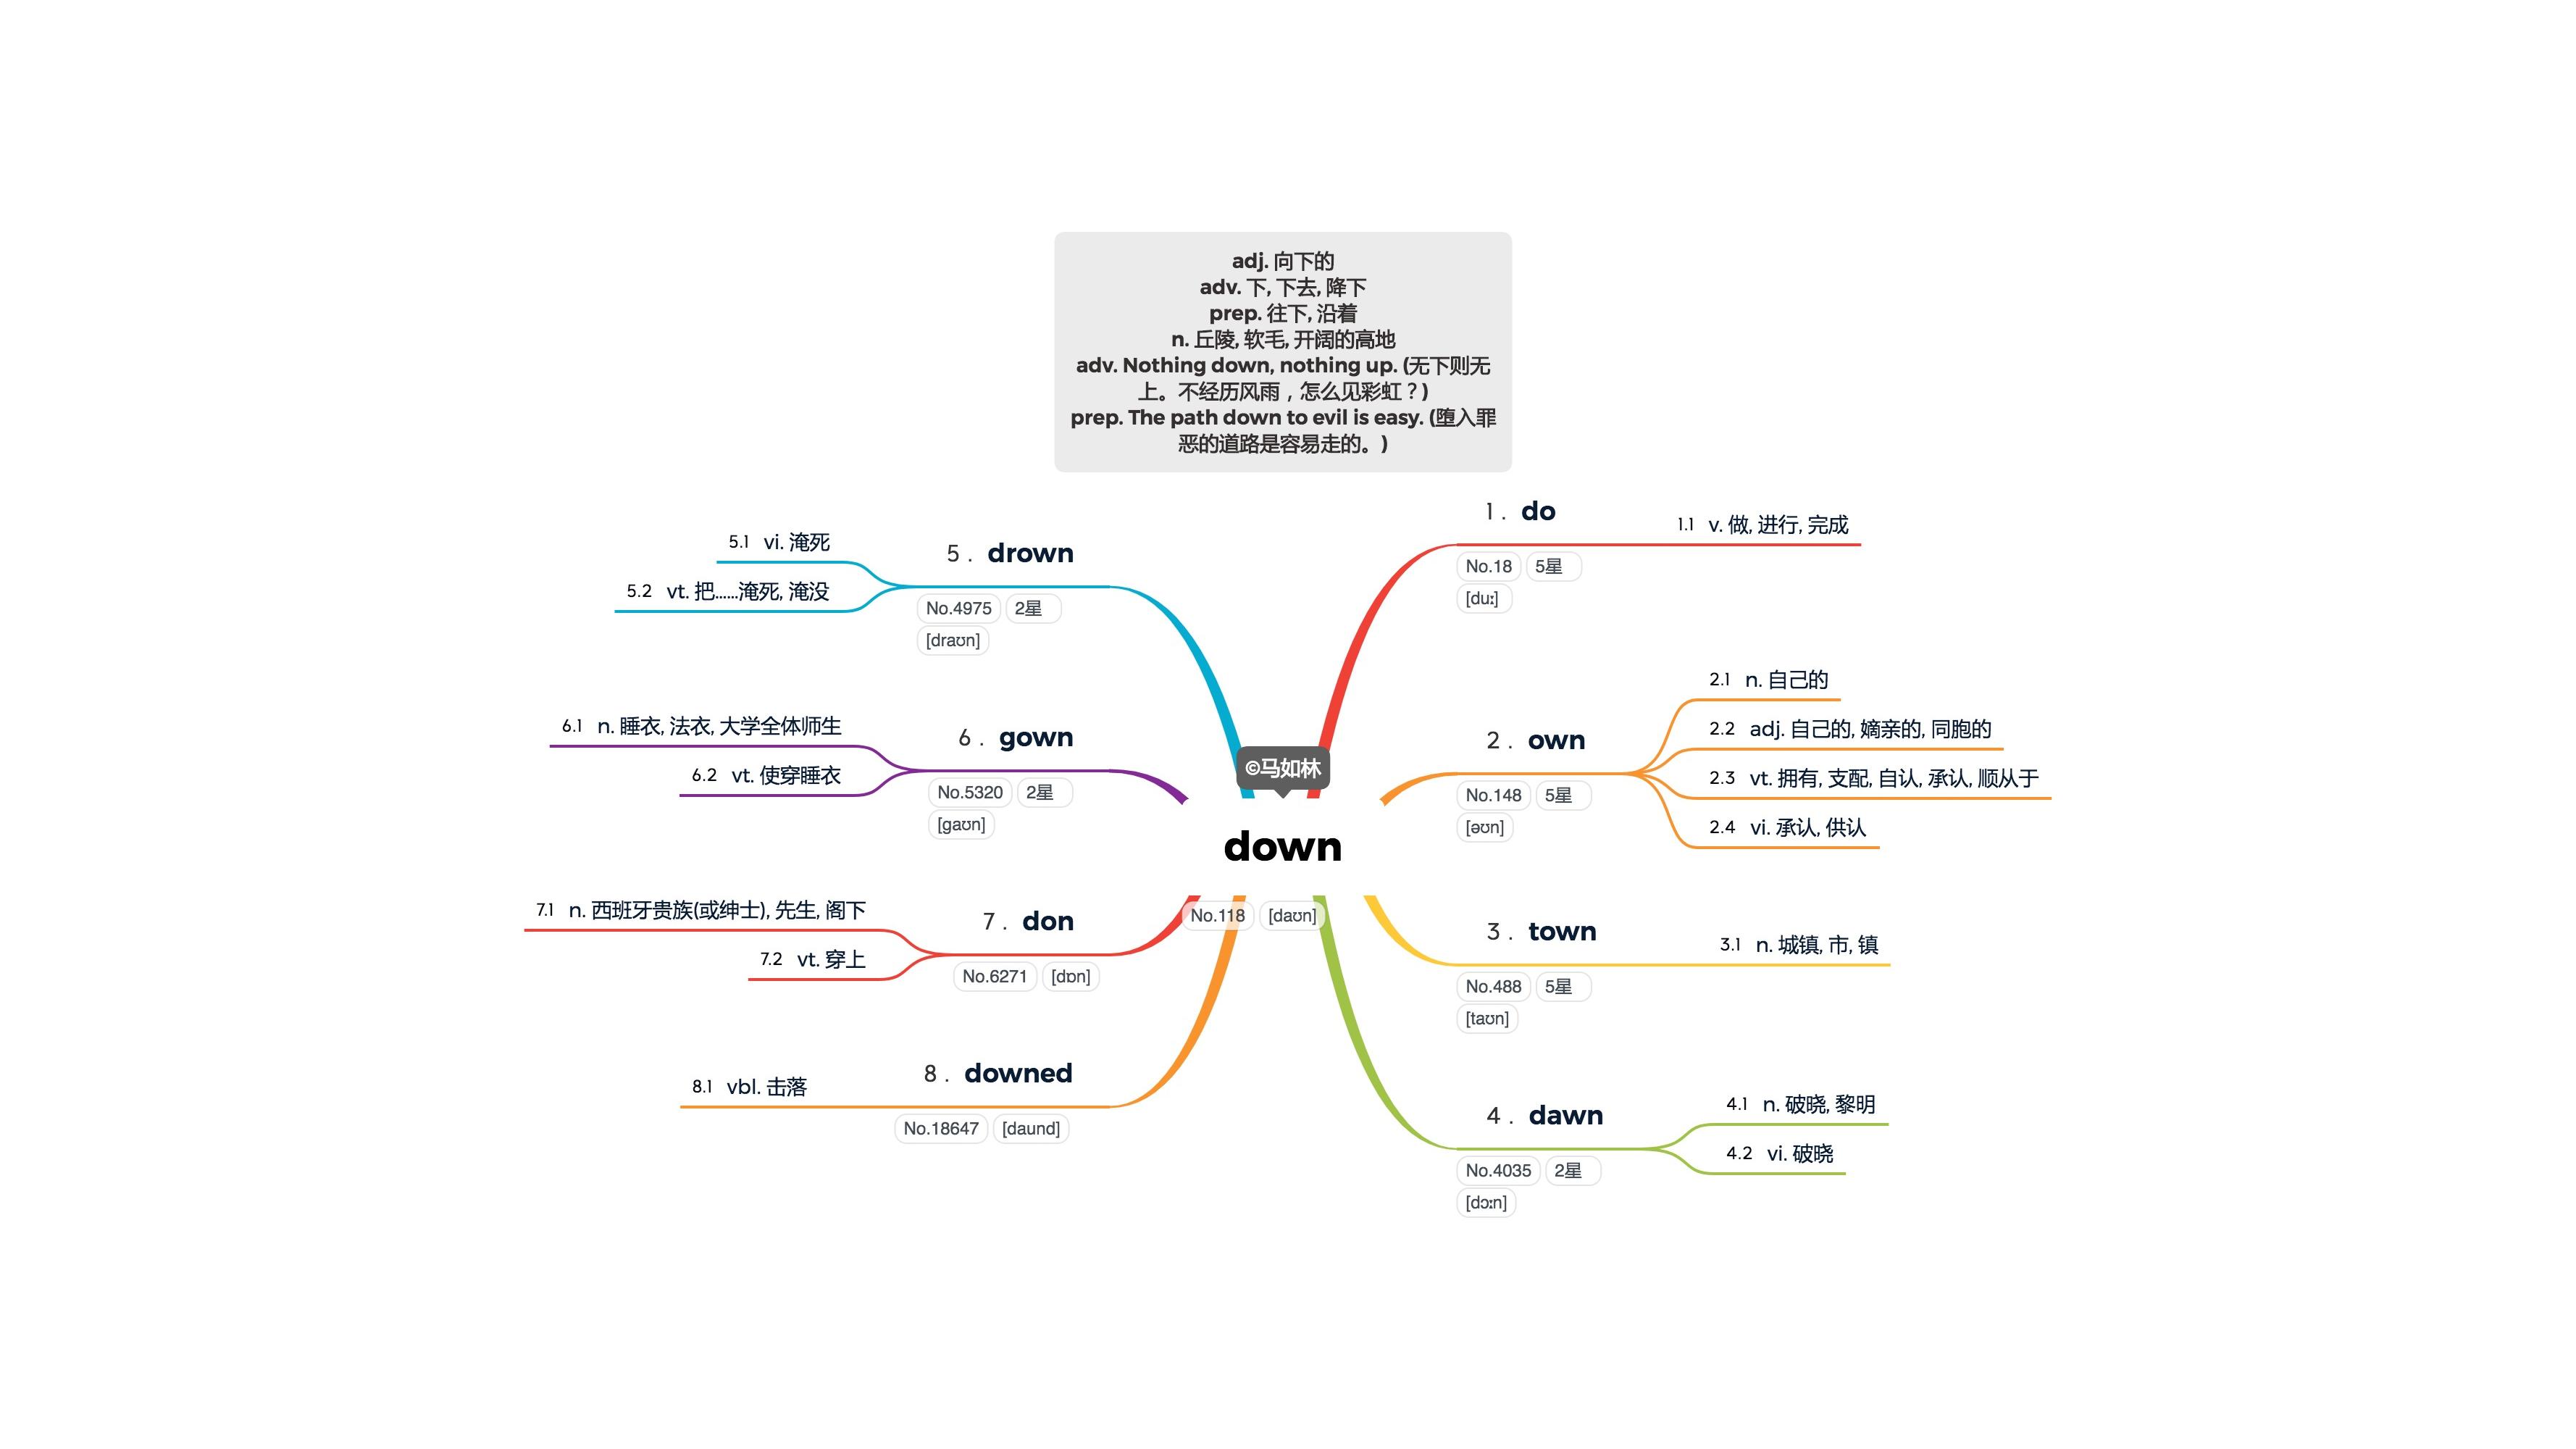 adj. 向下的
adv. 下, 下去, 降下
prep. 往下, 沿着
n. 丘陵, 软毛, 开阔的高地
adv. Nothing down, nothing up. (无下则无
上。不经历风雨，怎么见彩虹？)
prep. The path down to evil is easy. (堕入罪
恶的道路是容易走的。)
©马如林
down
No.118 [daʊn]
1. do
No.18 5星
[duː]
1.1 v. 做, 进行, 完成
2. own
No.148 5星
[əʊn]
2.1 n. 自己的
2.2 adj. 自己的, 嫡亲的, 同胞的
2.3 vt. 拥有, 支配, 自认, 承认, 顺从于
2.4 vi. 承认, 供认
3. town
No.488 5星
[taʊn]
3.1 n. 城镇, 市, 镇
4. dawn
No.4035 2星
[dɔːn]
4.1 n. 破晓, 黎明
4.2 vi. 破晓
5. drown
No.4975 2星
[draʊn]
5.1 vi. 淹死
5.2 vt. 把……淹死, 淹没
6. gown
No.5320 2星
[gaʊn]
6.1 n. 睡衣, 法衣, 大学全体师生
6.2 vt. 使穿睡衣
7. don
No.6271 [dɒn]
7.1 n. 西班牙贵族(或绅士), 先生, 阁下
7.2 vt. 穿上
8. downed
No.18647 [daund]
8.1 vbl. 击落